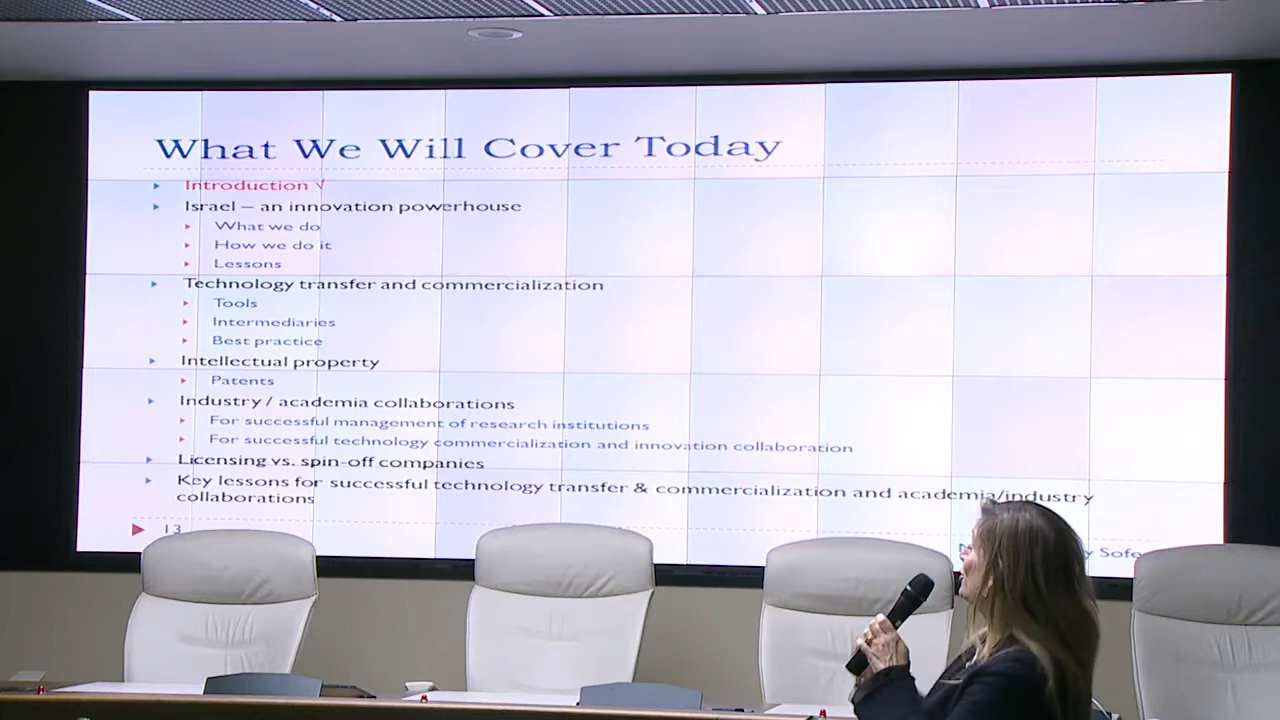 What We Will Cover Today
Introduction √
Israel – an innovation powerhouse
What we do
How we do it
Lessons
Technology transfer and commercialization
Tools
Intermediaries
Best practice
Intellectual property
Patents
Industry / academia collaborations
For successful management of research institutions
For successful technology commercialization and innovation collaboration
Licensing vs. spin-off companies
Key lessons for successful technology transfer & commercialization and academia/industry
collaborations
13